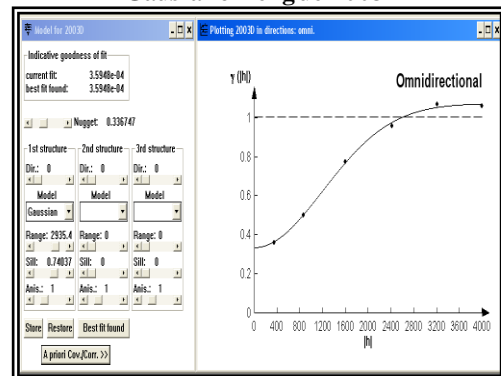 Model for 2003D
Indicative goodness of fit
current fit: 3.5948e-04
best fit found: 3.5948e-04
Nugget: 0.336747
1st structure 2nd structure 3rd structure
Dir.: 0 Dir.: 0 Dir.: 0
Model Model Model
Gaussian
Range: 2935.4 Range: 0 Range: 0
Sill: 0.74037 Sill: 0 Sill: 0
Anis.: 1 Anis.: 1 Anis.: 1
Store Restore Best fit found
A priori Cov./Corr. >>
Plotting 2003D in directions: omni.
γ (|h|)
Omnidirectional
1
0.8
0.6
0.4
0.2
0
0 400 800 1200 1600 2000 2400 2800 3200 3600 4000
|h|